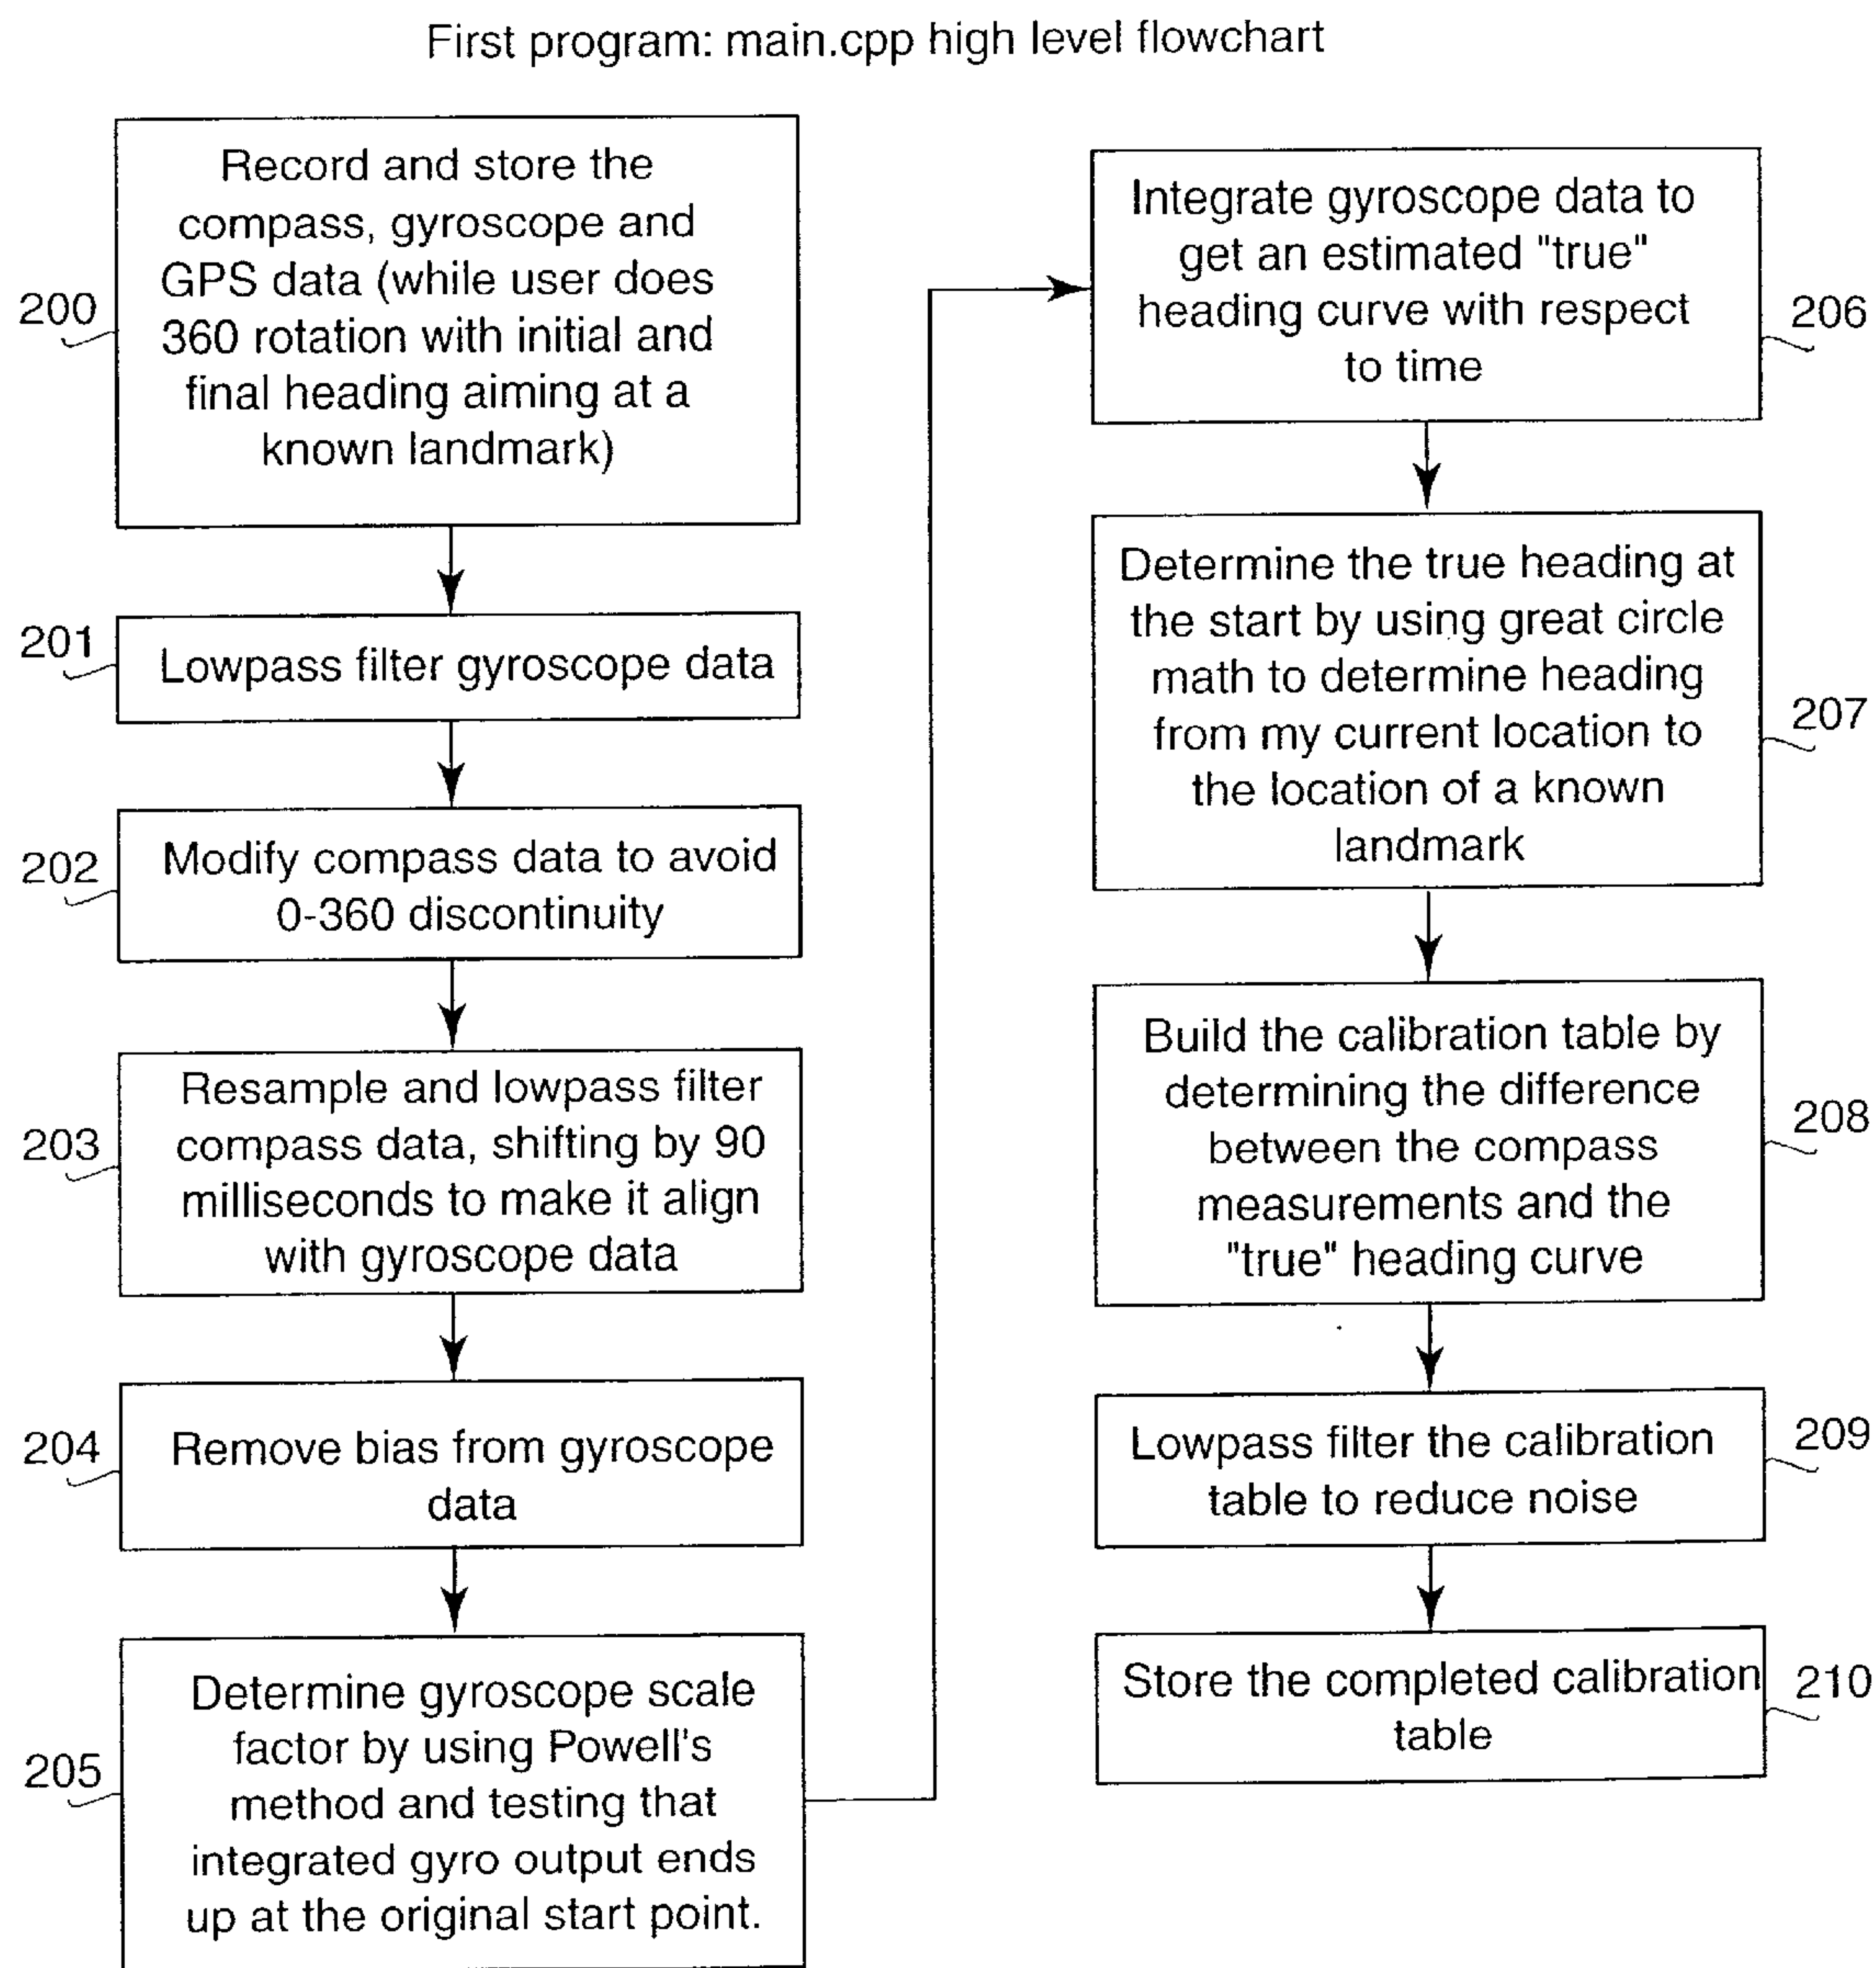 First program: main.cpp high level flowchart
200
Record and store the
compass, gyroscope and
GPS data (while user does
360 rotation with initial and
final heading aiming at a
known landmark)
201
Lowpass filter gyroscope data
202
Modify compass data to avoid
0-360 discontinuity
203
Resample and lowpass filter
compass data, shifting by 90
milliseconds to make it align
with gyroscope data
204
Remove bias from gyroscope
data
205
Determine gyroscope scale
factor by using Powell's
method and testing that
integrated gyro output ends
up at the original start point.
Integrate gyroscope data to
get an estimated "true"
heading curve with respect
to time
206
Determine the true heading at
the start by using great circle
math to determine heading
from my current location to
the location of a known
landmark
207
Build the calibration table by
determining the difference
between the compass
measurements and the
"true" heading curve
208
Lowpass filter the calibration
table to reduce noise
209
Store the completed calibration
table
210